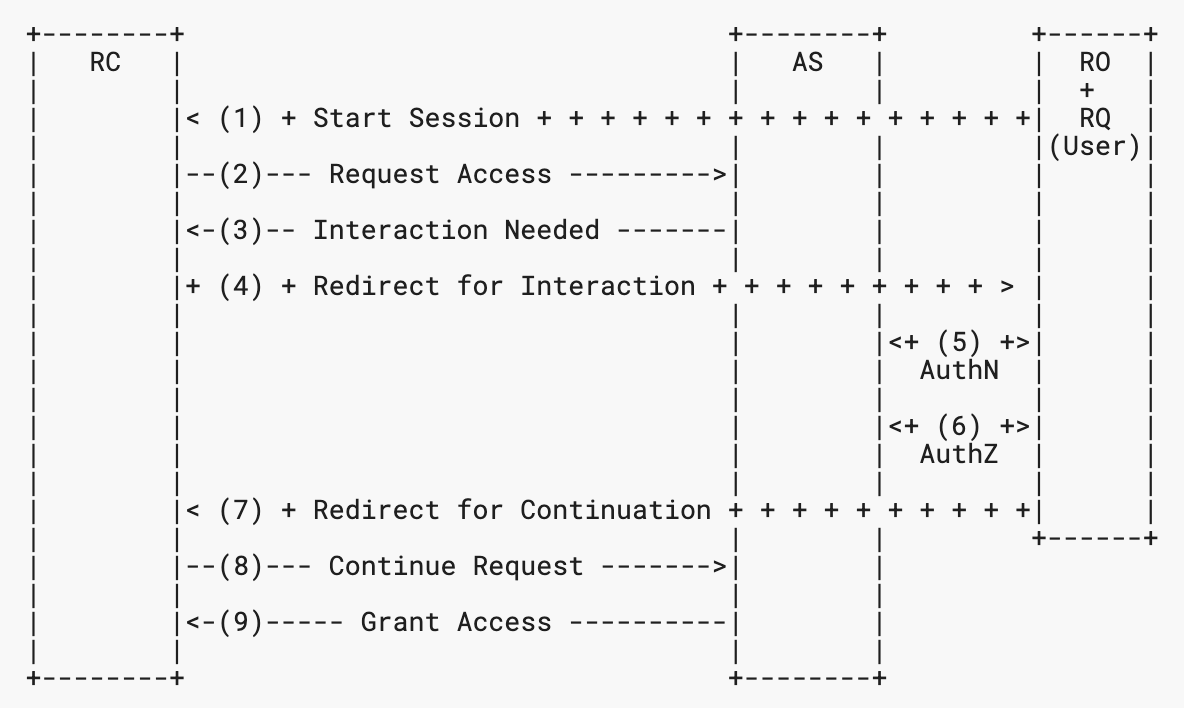 +--------+                                  +--------+         +------+
|   RC   |                                  |   AS   |         |  RO  |
|        |                                  |        |         |  +   |
|        |< (1) + Start Session + + + + + + + + + + + + + + + +|  RQ  |
|        |                                  |        |         |(User)|
|        |--(2)--- Request Access --------->|        |         |      |
|        |                                  |        |         |      |
|        |<-(3)-- Interaction Needed -------|        |         |      |
|        |                                  |        |         |      |
|        |+ (4) + Redirect for Interaction + + + + + + + + + > |      |
|        |                                  |        |         |      |
|        |                                  |        |<+ (5) +>|      |
|        |                                  |        |  AuthN  |      |
|        |                                  |        |         |      |
|        |                                  |        |<+ (6) +>|      |
|        |                                  |        |  AuthZ  |      |
|        |                                  |        |         |      |
|        |< (7) + Redirect for Continuation + + + + + + + + + +|      |
|        |                                  |        |         +------+
|        |--(8)--- Continue Request ------->|        |
|        |                                  |        |
|        |<-(9)----- Grant Access ----------|        |
|        |                                  |        |
+--------+                                  +--------+